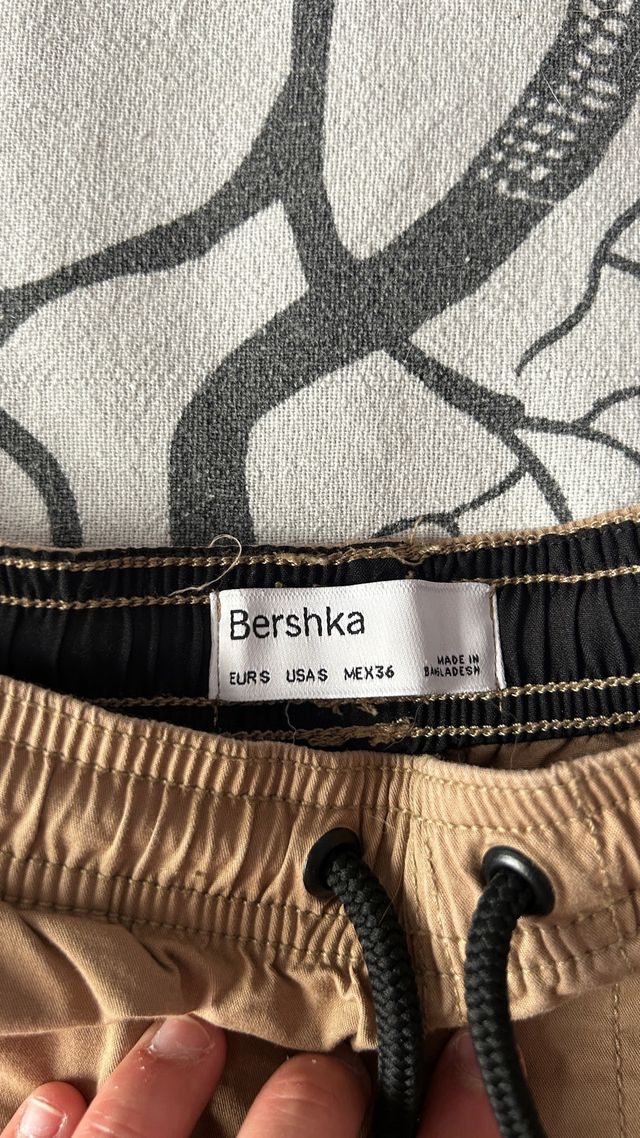 Bershka
EUR S USA S MEX 36
MADE IN
BANGLADESH